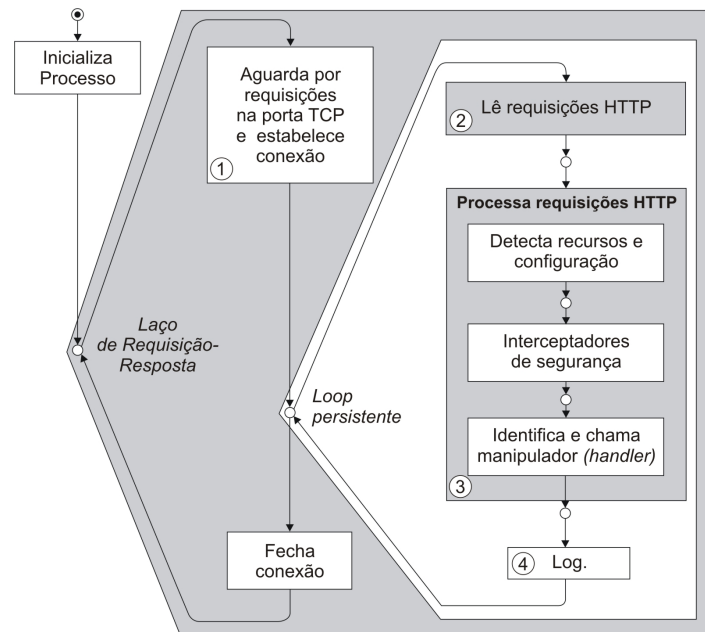 Inicializa
Processo
Aguarda por
requisições
na porta TCP
e estabelece
conexão
1
Lê requisições HTTP
2
Processa requisições HTTP
Detecta recursos e
configuração
Interceptadores
de segurança
Identifica e chama
manipulador (handler)
3
Laço
de Requisição-
Resposta
Loop
persistente
Fecha
conexão
4 Log.